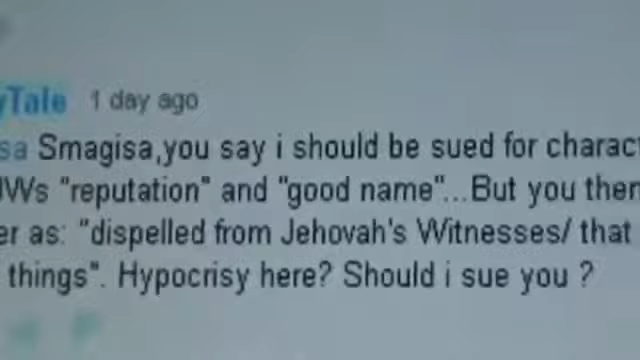 yTale 1 day ago
sa Smagisa,you say i should be sued for charact
JWs "reputation" and "good name"...But you then
er as: "dispelled from Jehovah's Witnesses/ that
things". Hypocrisy here? Should i sue you ?